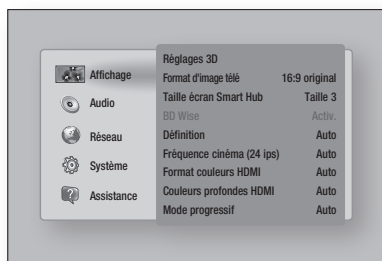 Affichage
Audio
Réseau
Système
Assistance
Réglages 3D
Format d'image télé 16:9 original
Taille écran Smart Hub Taille 3
BD Wise Activ.
Définition Auto
Fréquence cinéma (24 ips) Auto
Format couleurs HDMI Auto
Couleurs profondes HDMI Auto
Mode progressif Auto